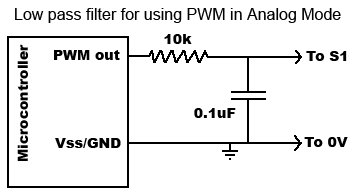 Low pass filter for using PWM in Analog Mode
Microcontroller
PWM out
10k
To S1
0.1uF
Vss/GND
To 0V